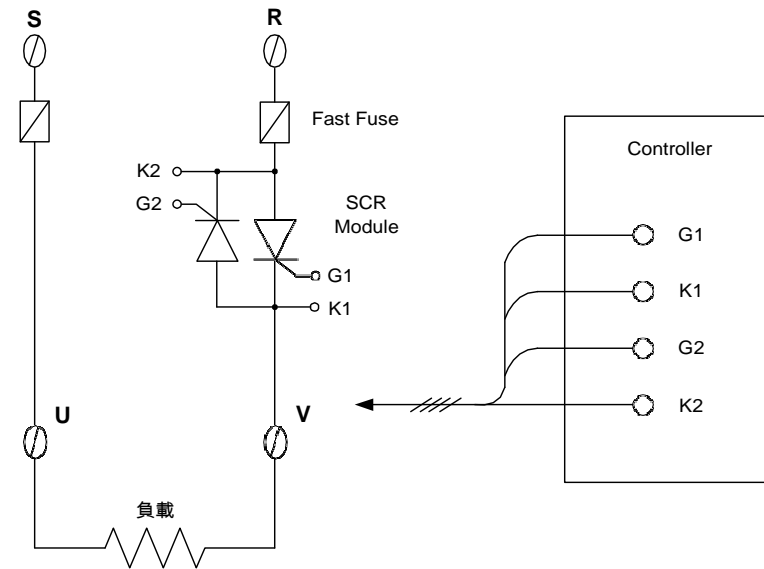 S
R
Fast Fuse
K2
G2
SCR
Module
G1
K1
U
V
負載
Controller
G1
K1
G2
K2